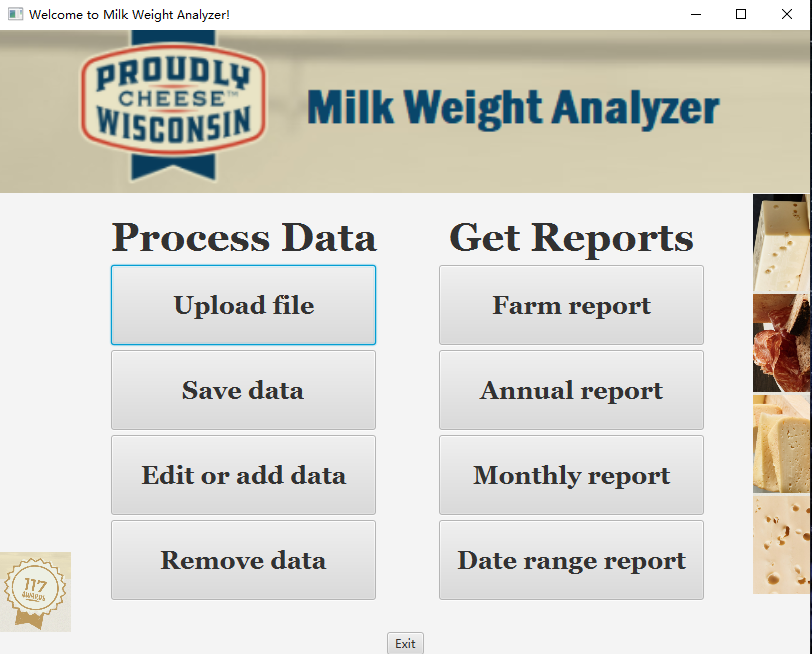 Welcome to Milk Weight Analyzer!
PROUDLY
CHEESE™
WISCONSIN
Milk Weight Analyzer
Process Data
Get Reports
Upload file
Farm report
Save data
Annual report
Edit or add data
Monthly report
Remove data
Date range report
117
AWARDS
Exit